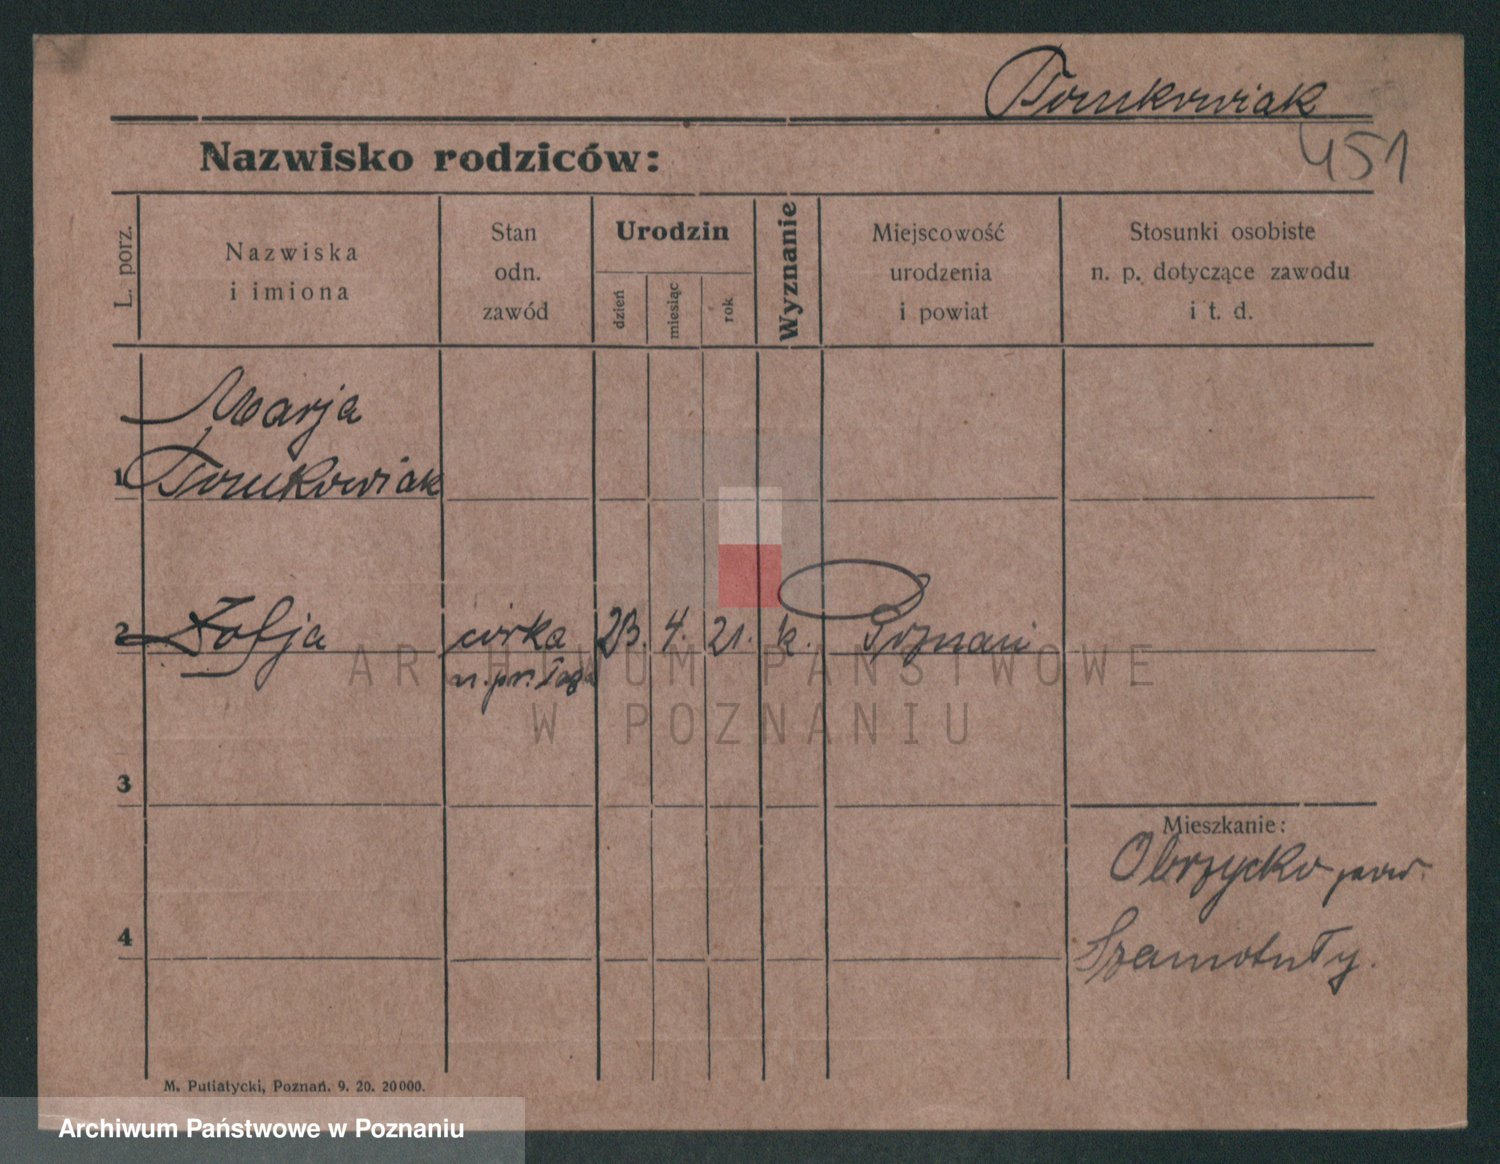 Tomkowiak
451
Nazwisko rodziców:
L. porz.
Nazwiska
i imiona
Stan
odn.
zawód
Urodzin
dzień
miesiąc
rok
Wyznanie
Miejscowość
urodzenia
i powiat
Stosunki osobiste
n. p. dotyczące zawodu
i t. d.
Marja
1 Tomkowiak
2 Zofja córka 23. 4. 21. k. Poznań
ARCHIWUM PAŃSTWOWE
W POZNANIU
3
Mieszkanie:
Obrzycko pow.
4
Szamotuły.
M. Putiatycki, Poznań. 9. 20. 20000.
Archiwum Państwowe w Poznaniu